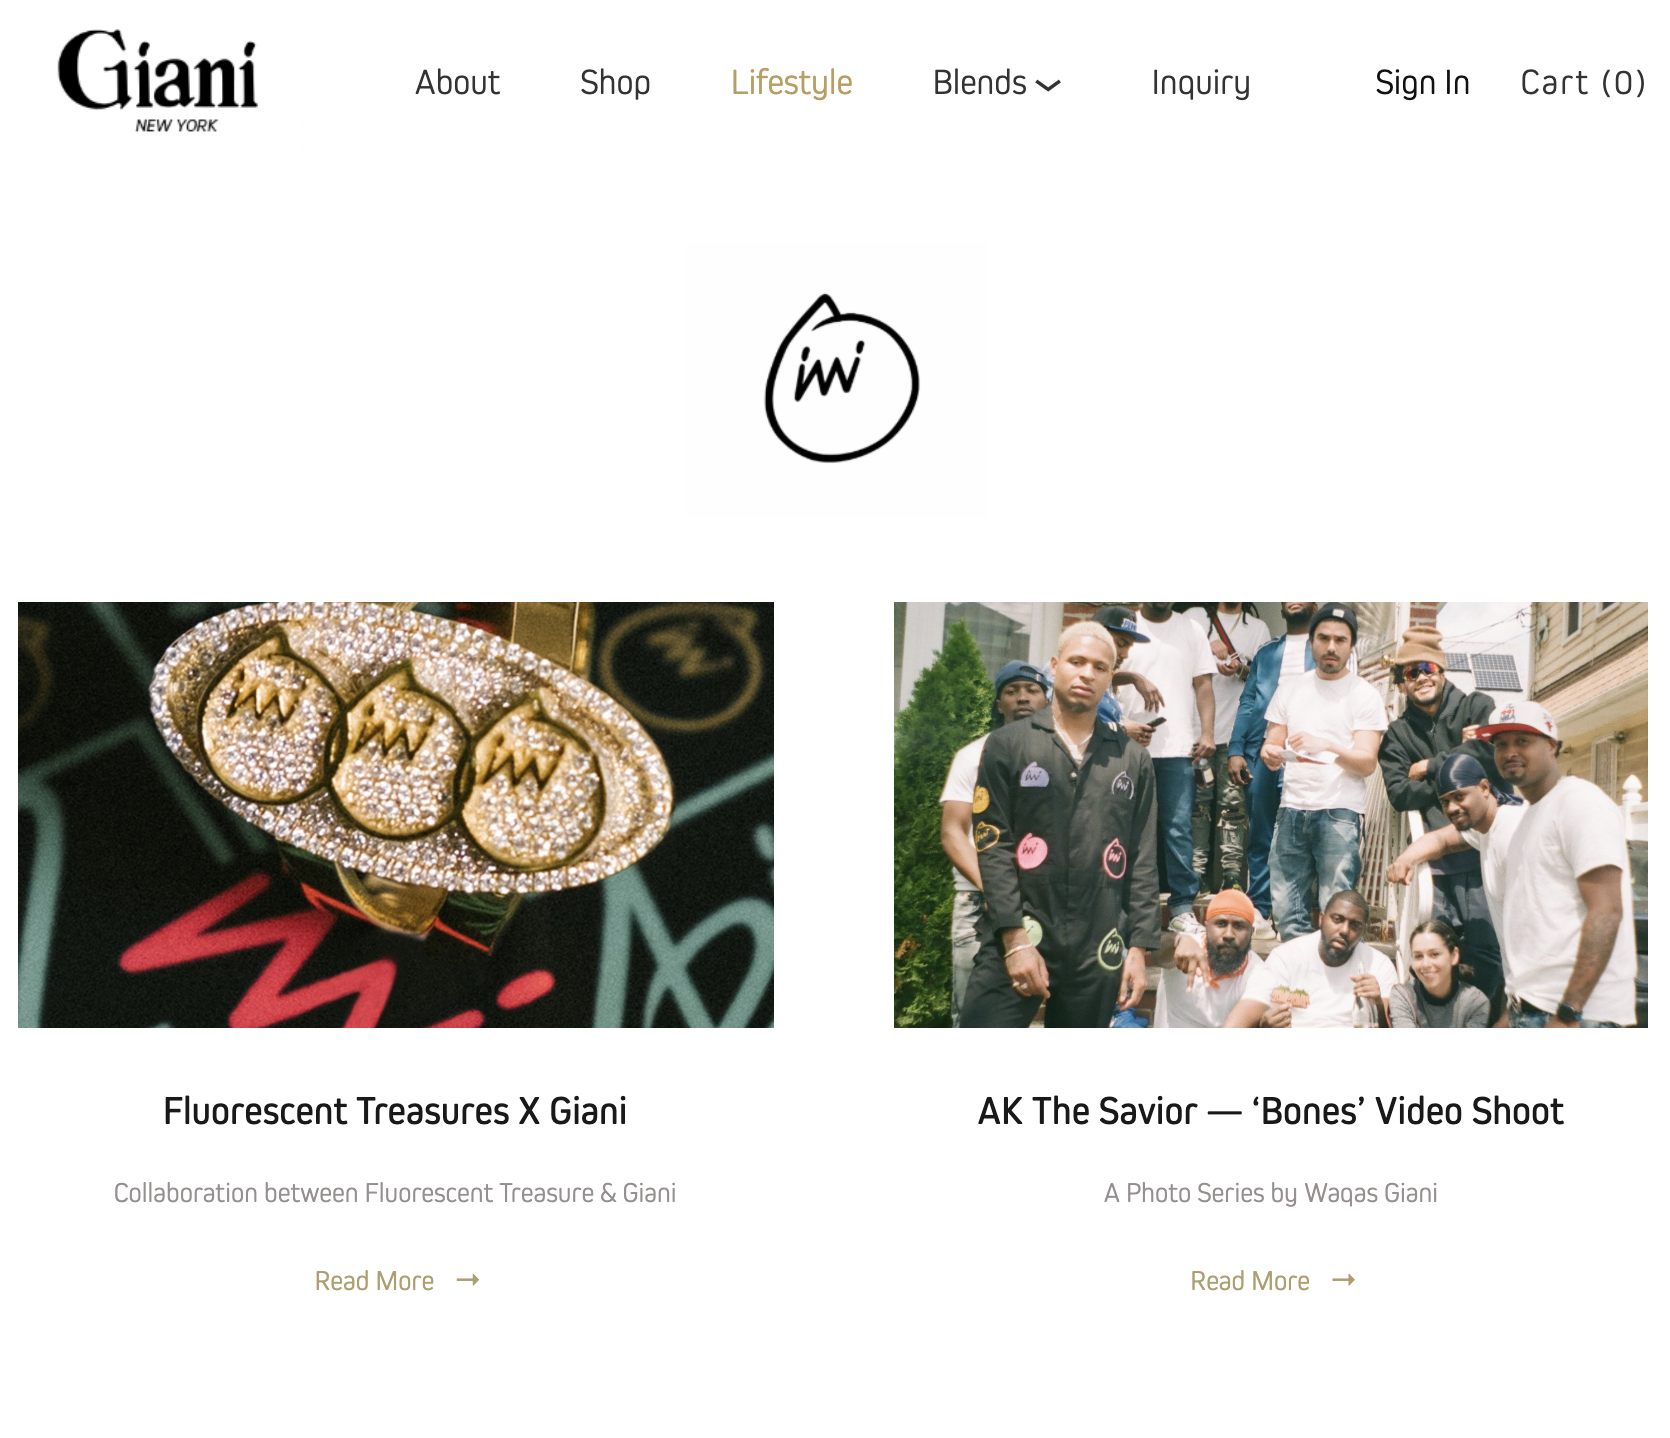 Giani
NEW YORK
About
Shop
Lifestyle
Blends
Inquiry
Sign In
Cart (0)
Fluorescent Treasures X Giani
Collaboration between Fluorescent Treasure & Giani
Read More →
AK The Savior — ‘Bones’ Video Shoot
A Photo Series by Waqas Giani
Read More →